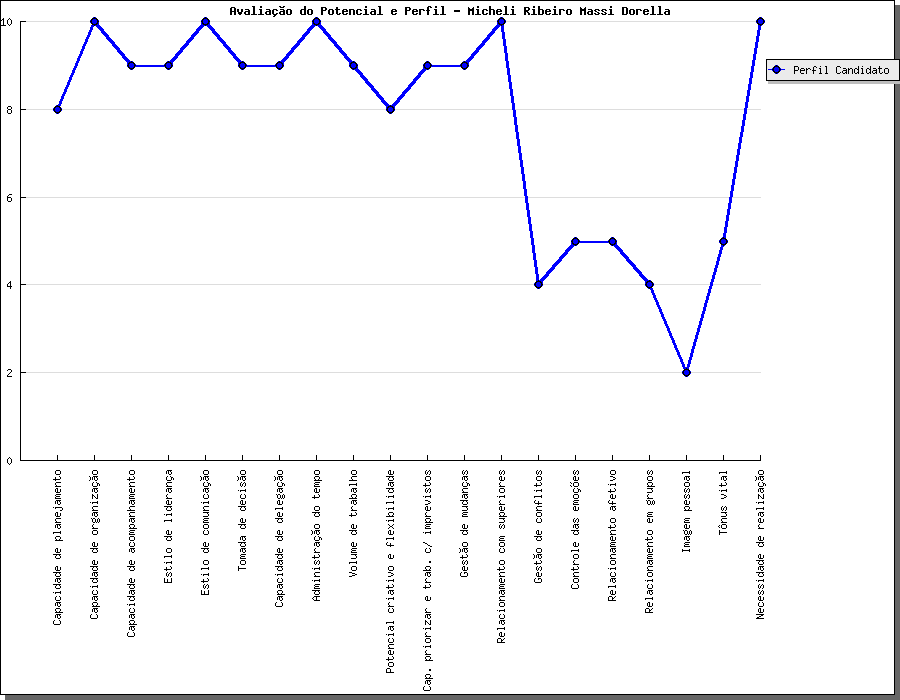 Avaliação do Potencial e Perfil - Micheli Ribeiro Massi Dorella
Perfil Candidato
10
8
6
4
2
0
Capacidade de planejamento
Capacidade de organização
Capacidade de acompanhamento
Estilo de liderança
Estilo de comunicação
Tomada de decisão
Capacidade de delegação
Administração do tempo
Volume de trabalho
Potencial criativo e flexibilidade
Cap. priorizar e trab. c/ imprevistos
Gestão de mudanças
Relacionamento com superiores
Gestão de conflitos
Controle das emoções
Relacionamento afetivo
Relacionamento em grupos
Imagem pessoal
Tônus vital
Necessidade de realização